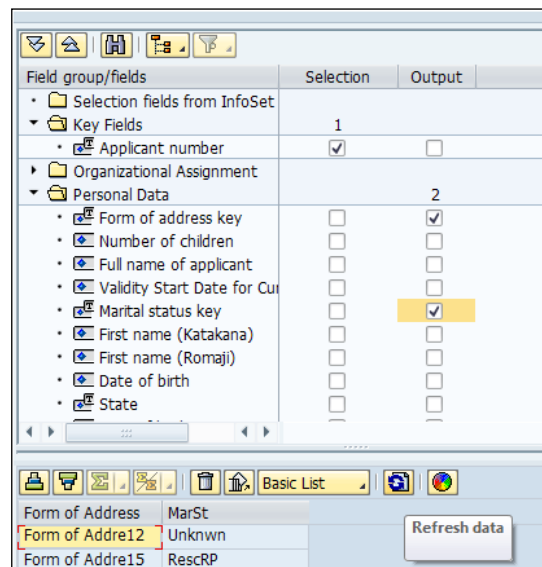 Field group/fields Selection Output
Selection fields from InfoSet
Key Fields 1
Applicant number
Organizational Assignment
Personal Data 2
Form of address key
Number of children
Full name of applicant
Validity Start Date for Cur
Marital status key
First name (Katakana)
First name (Romaji)
Date of birth
State
Basic List
Form of Address MarSt
Refresh data
Form of Addre12 Unknwn
Form of Addre15 RescRP